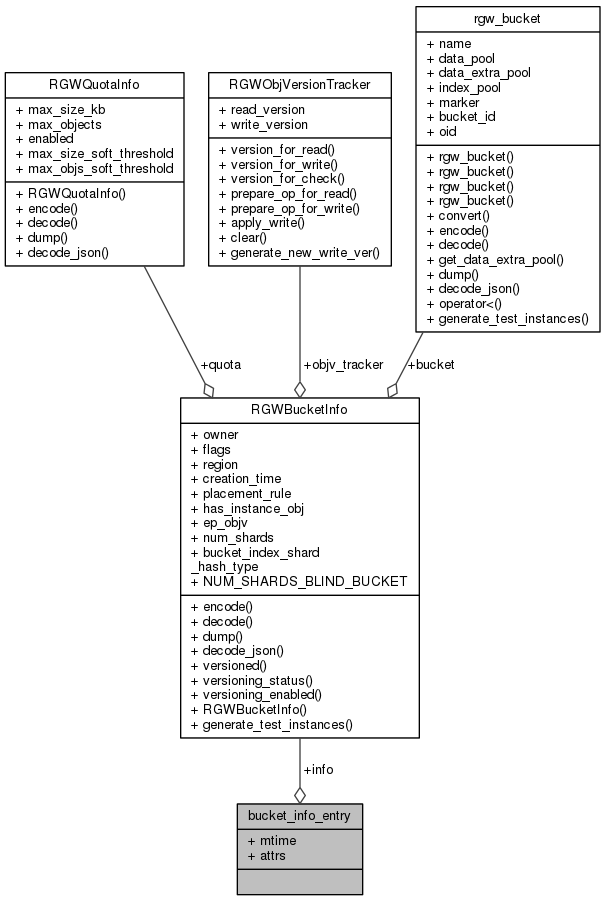 rgw_bucket
+ name
+ data_pool
+ data_extra_pool
+ index_pool
+ marker
+ bucket_id
+ oid
+ rgw_bucket()
+ rgw_bucket()
+ rgw_bucket()
+ rgw_bucket()
+ convert()
+ encode()
+ decode()
+ get_data_extra_pool()
+ dump()
+ decode_json()
+ operator<()
+ generate_test_instances()
RGWQuotaInfo
+ max_size_kb
+ max_objects
+ enabled
+ max_size_soft_threshold
+ max_objs_soft_threshold
+ RGWQuotaInfo()
+ encode()
+ decode()
+ dump()
+ decode_json()
RGWObjVersionTracker
+ read_version
+ write_version
+ version_for_read()
+ version_for_write()
+ version_for_check()
+ prepare_op_for_read()
+ prepare_op_for_write()
+ apply_write()
+ clear()
+ generate_new_write_ver()
+quota
+objv_tracker
+bucket
RGWBucketInfo
+ owner
+ flags
+ region
+ creation_time
+ placement_rule
+ has_instance_obj
+ ep_objv
+ num_shards
+ bucket_index_shard
_hash_type
+ NUM_SHARDS_BLIND_BUCKET
+ encode()
+ decode()
+ dump()
+ decode_json()
+ versioned()
+ versioning_status()
+ versioning_enabled()
+ RGWBucketInfo()
+ generate_test_instances()
+info
bucket_info_entry
+ mtime
+ attrs